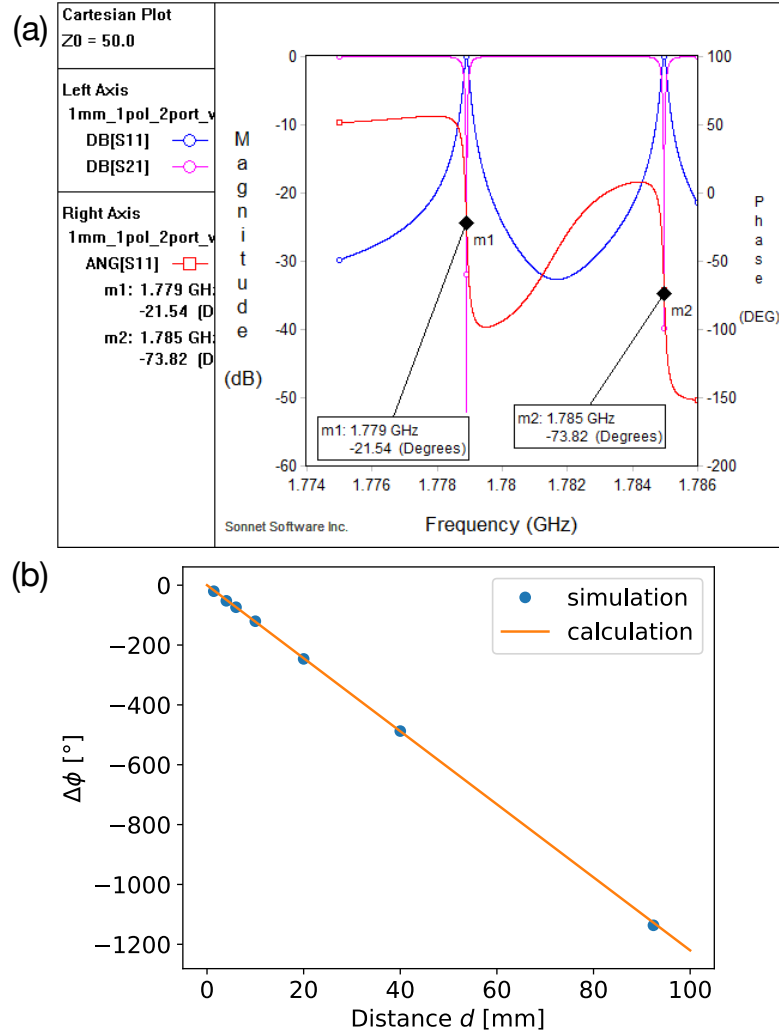 (a)
Cartesian Plot
Z0 = 50.0
Left Axis
1mm_1pol_2port_w
DB[S11]
DB[S21]
Right Axis
1mm_1pol_2port_w
ANG[S11]
m1: 1.779 GHz
-21.54 (D
m2: 1.785 GHz
-73.82 (D
Magnitude
(dB)
0
-10
-20
-30
-40
-50
-60
100
50
0
-50
-100
-150
-200
Phase
(DEG)
m1
m2
m1: 1.779 GHz
-21.54 (Degrees)
m2: 1.785 GHz
-73.82 (Degrees)
1.774 1.776 1.778 1.78 1.782 1.784 1.786
Sonnet Software Inc.
Frequency (GHz)
(b)
simulation
calculation
0
−200
−400
−600
−800
−1000
−1200
Δϕ [°]
0 20 40 60 80 100
Distance d [mm]